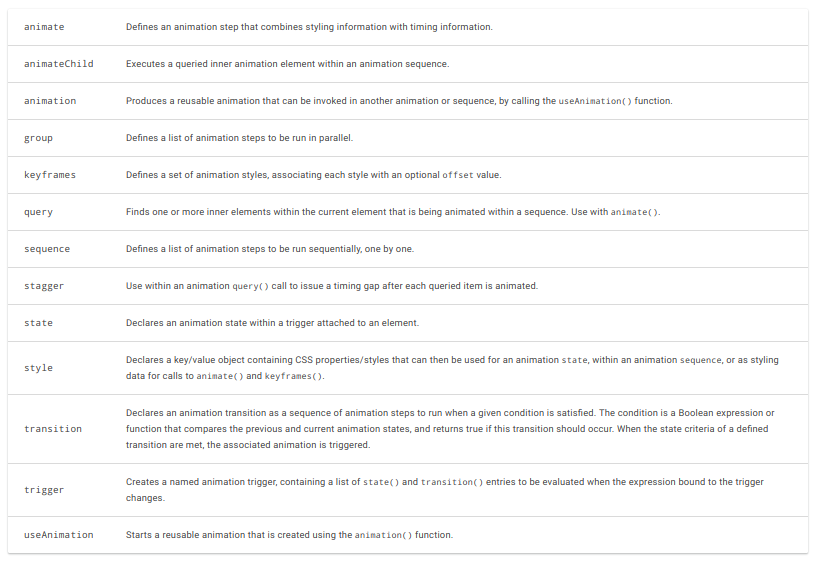 animate Defines an animation step that combines styling information with timing information.
animateChild Executes a queried inner animation element within an animation sequence.
animation Produces a reusable animation that can be invoked in another animation or sequence, by calling the useAnimation() function.
group Defines a list of animation steps to be run in parallel.
keyframes Defines a set of animation styles, associating each style with an optional offset value.
query Finds one or more inner elements within the current element that is being animated within a sequence. Use with animate().
sequence Defines a list of animation steps to be run sequentially, one by one.
stagger Use within an animation query() call to issue a timing gap after each queried item is animated.
state Declares an animation state within a trigger attached to an element.
style Declares a key/value object containing CSS properties/styles that can then be used for an animation state, within an animation sequence, or as styling
data for calls to animate() and keyframes().
transition Declares an animation transition as a sequence of animation steps to run when a given condition is satisfied. The condition is a Boolean expression or
function that compares the previous and current animation states, and returns true if this transition should occur. When the state criteria of a defined
transition are met, the associated animation is triggered.
trigger Creates a named animation trigger, containing a list of state() and transition() entries to be evaluated when the expression bound to the trigger
changes.
useAnimation Starts a reusable animation that is created using the animation() function.